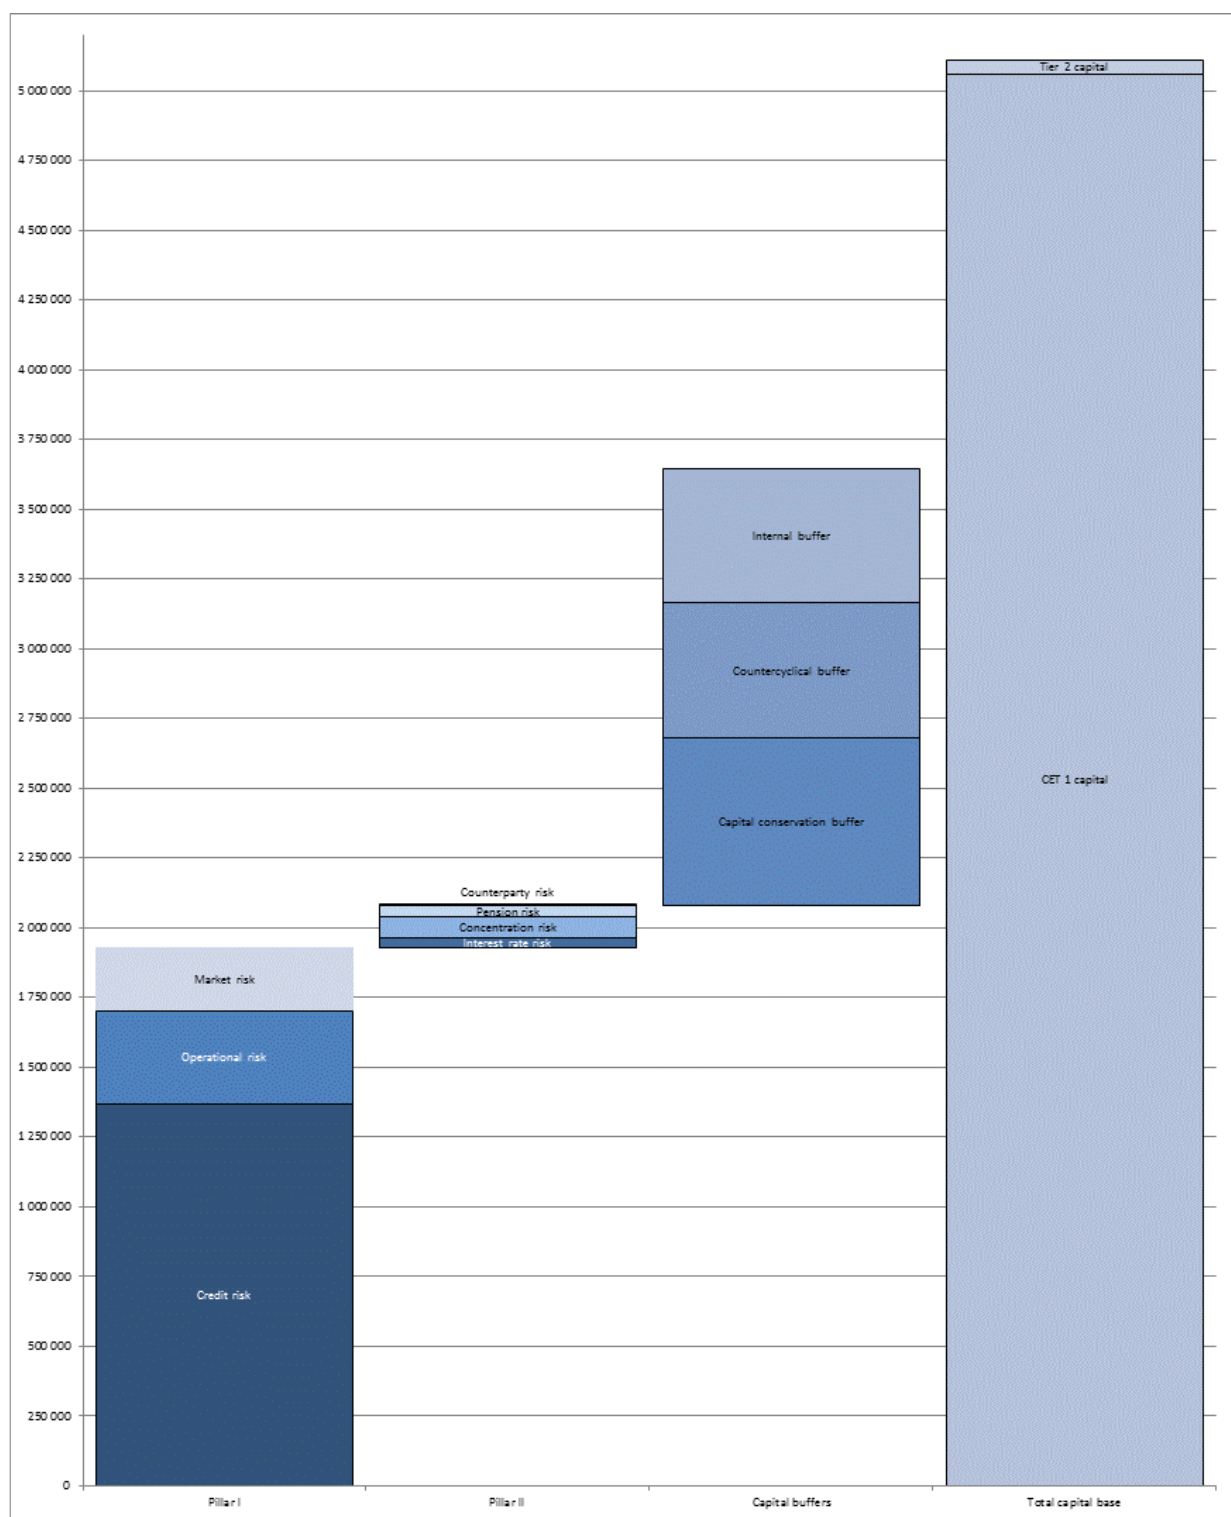 Tier 2 capital
5 000 000
4 750 000
4 500 000
4 250 000
4 000 000
3 750 000
3 500 000
Internal buffer
3 250 000
3 000 000
Countercyclical buffer
2 750 000
2 500 000
CET 1 capital
Capital conservation buffer
2 250 000
Counterparty risk
Pension risk
2 000 000
Concentration risk
Interest rate risk
Market risk
1 750 000
Operational risk
1 500 000
1 250 000
1 000 000
750 000
Credit risk
500 000
250 000
0
Pillar I
Pillar II
Capital buffers
Total capital base